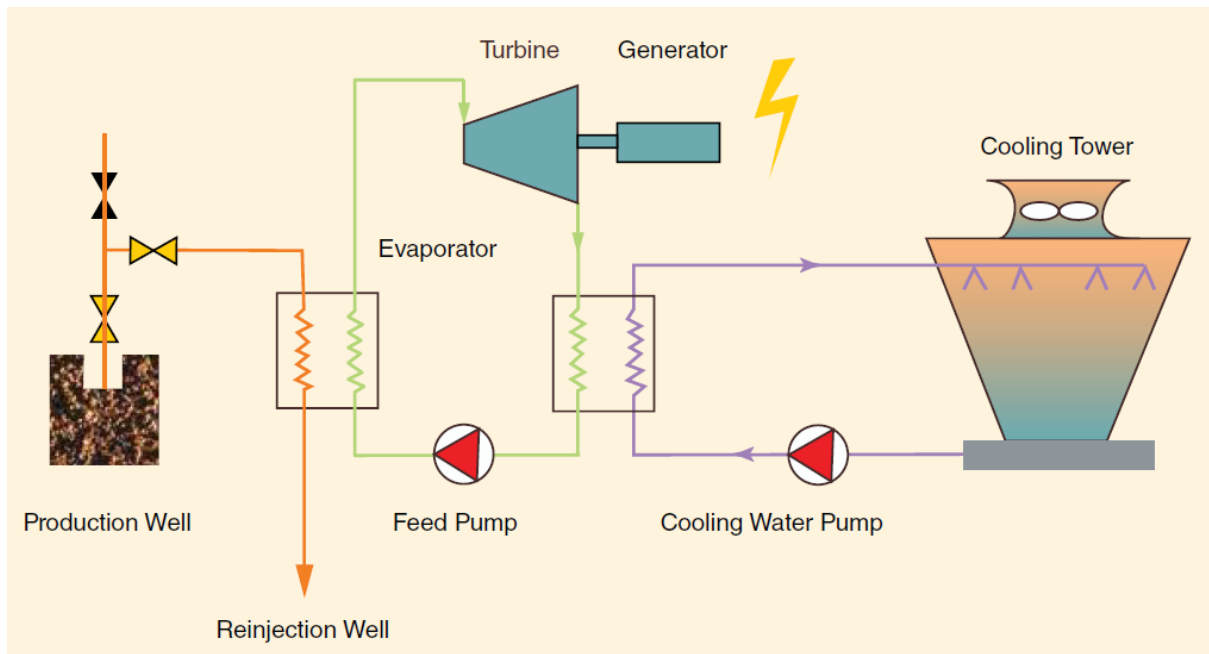 Turbine
Generator
Cooling Tower
Evaporator
Production Well
Feed Pump
Cooling Water Pump
Reinjection Well